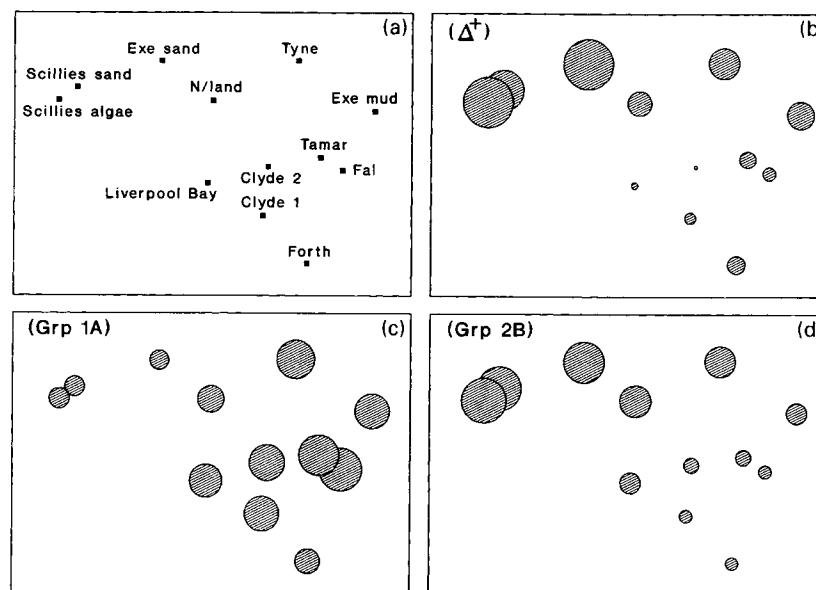 (a)
Exe sand
Tyne
Scillies sand
N/land
Scillies algae
Exe mud
Tamar
Clyde 2
Fal
Liverpool Bay
Clyde 1
Forth
(Δ⁺)
(b)
(Grp 1A)
(c)
(Grp 2B)
(d)